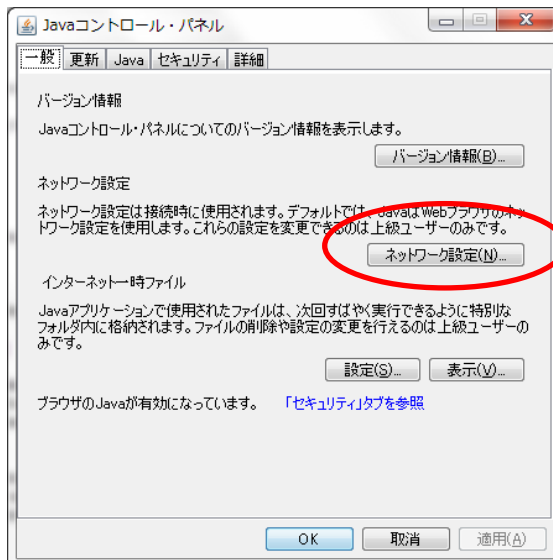 Javaコントロール・パネル
一般 更新 Java セキュリティ 詳細
バージョン情報
Javaコントロール・パネルについてのバージョン情報を表示します。
バージョン情報(B)...
ネットワーク設定
ネットワーク設定は接続時に使用されます。デフォルトでは、JavaはWebブラウザのネッ
トワーク設定を使用します。これらの設定を変更できるのは上級ユーザーのみです。
ネットワーク設定(N)...
インターネット一時ファイル
Javaアプリケーションで使用されたファイルは、次回すばやく実行できるように特別な
フォルダ内に格納されます。ファイルの削除や設定の変更を行えるのは上級ユーザーの
みです。
設定(S)... 表示(V)...
ブラウザのJavaが有効になっています。 「セキュリティ」タブを参照
OK 取消 適用(A)